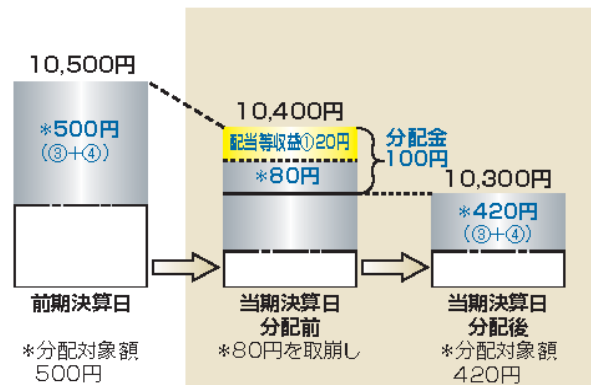 10,500円
*500円
(③+④)
前期決算日
*分配対象額
500円
10,400円
配当等収益①20円
*80円
分配金
100円
当期決算日
分配前
*80円を取崩し
10,300円
*420円
(③+④)
当期決算日
分配後
*分配対象額
420円